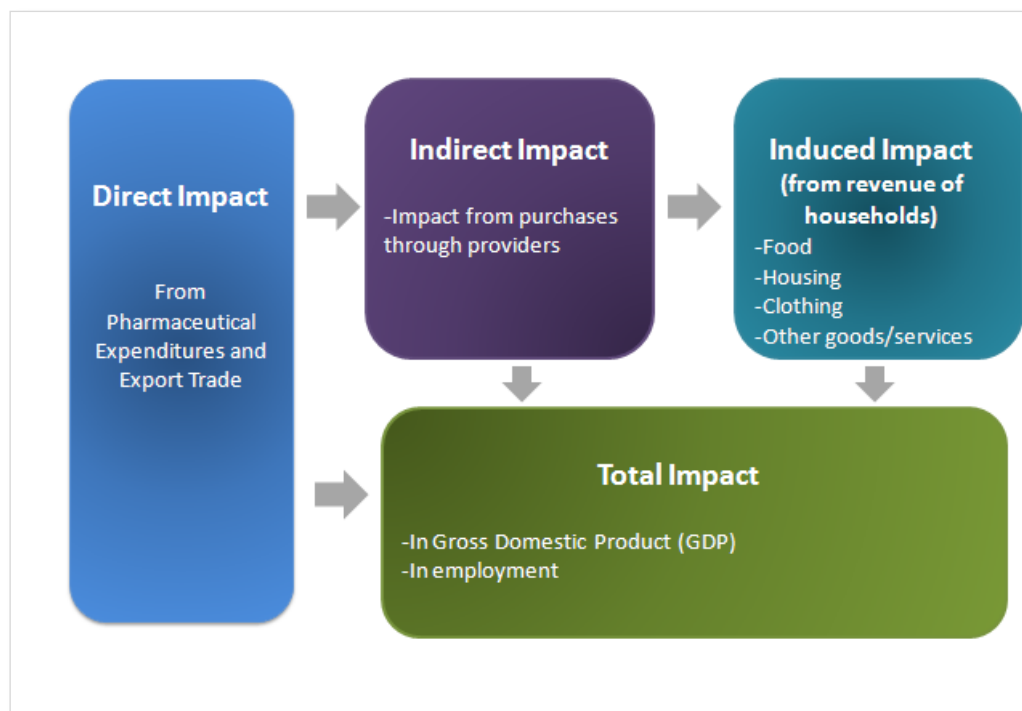 Direct Impact
From
Pharmaceutical
Expenditures and
Export Trade
Indirect Impact
-Impact from purchases
through providers
Induced Impact
(from revenue of
households)
-Food
-Housing
-Clothing
-Other goods/services
Total Impact
-In Gross Domestic Product (GDP)
-In employment